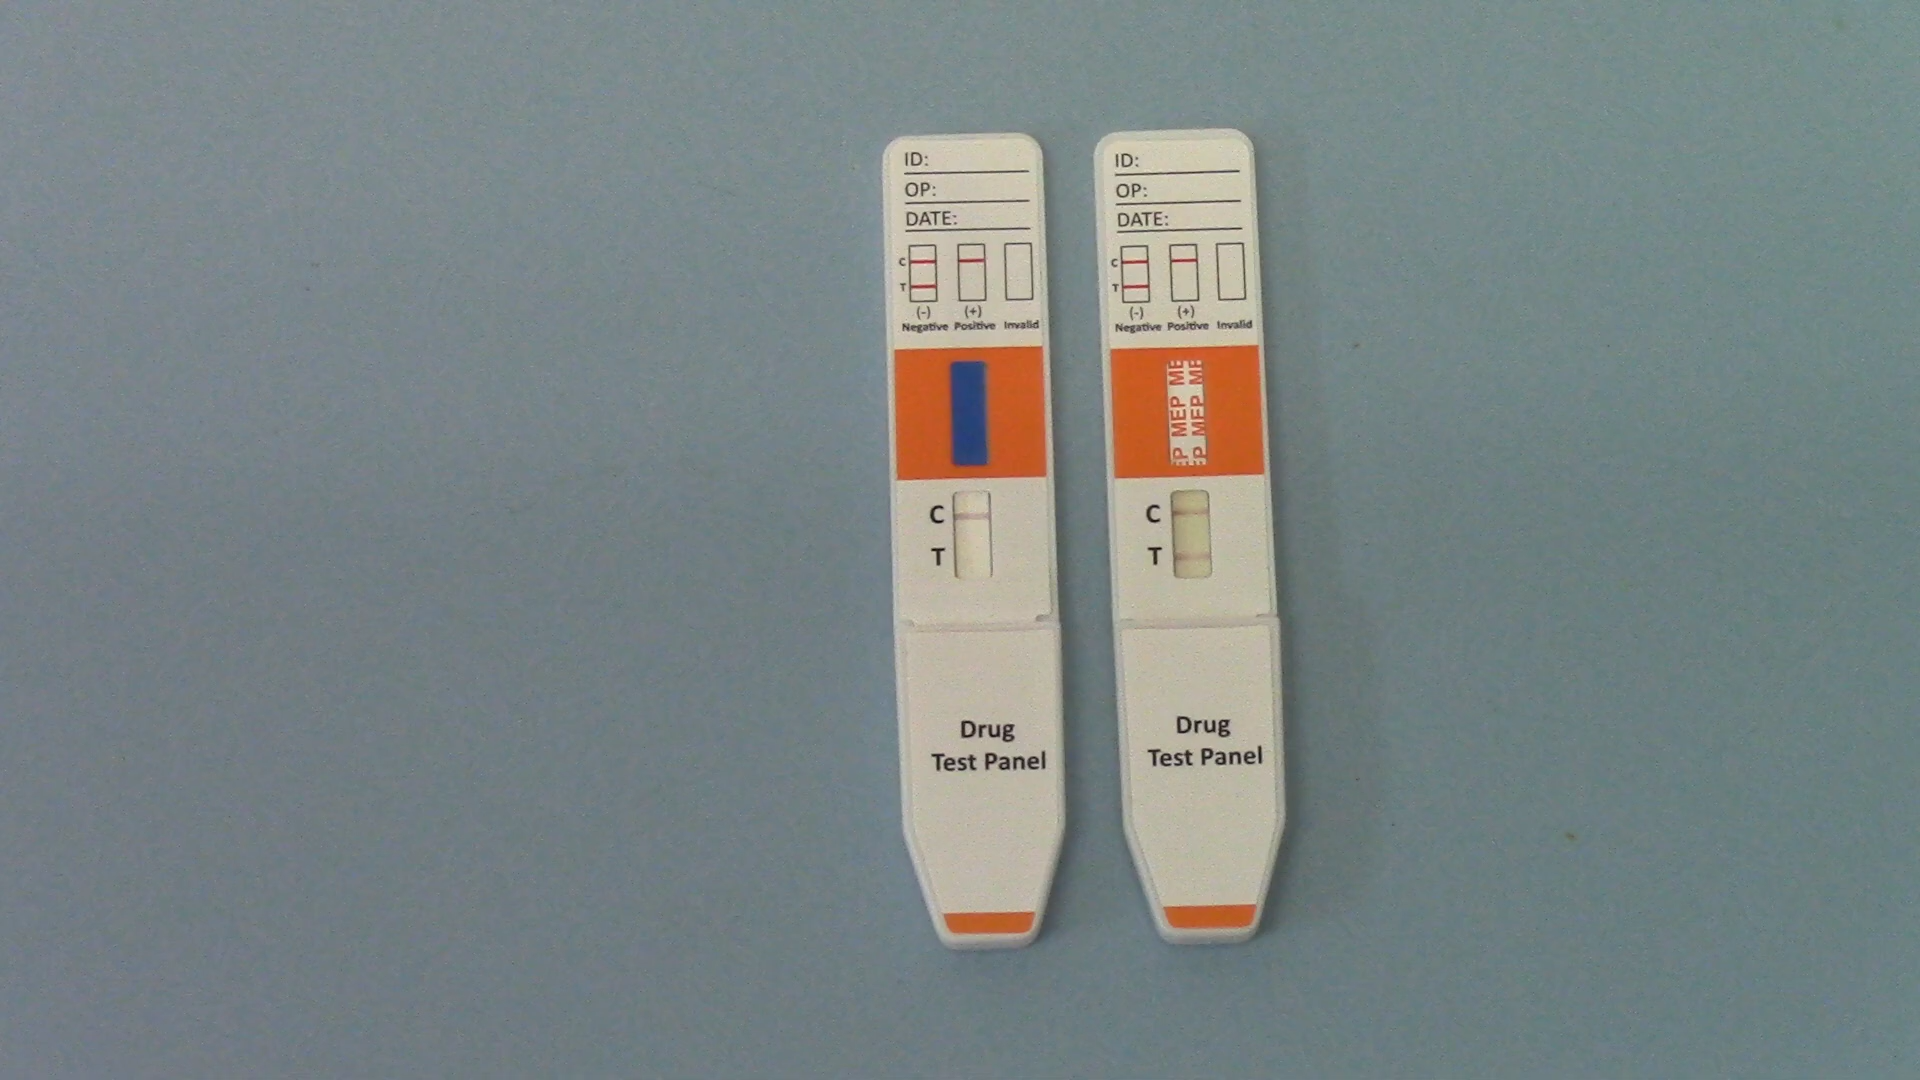 ID:
OP:
DATE:
C
T
(-) (+)
Negative Positive Invalid
C
T
Drug
Test Panel
ID:
OP:
DATE:
C
T
(-) (+)
Negative Positive Invalid
MEP
MEP
C
T
Drug
Test Panel